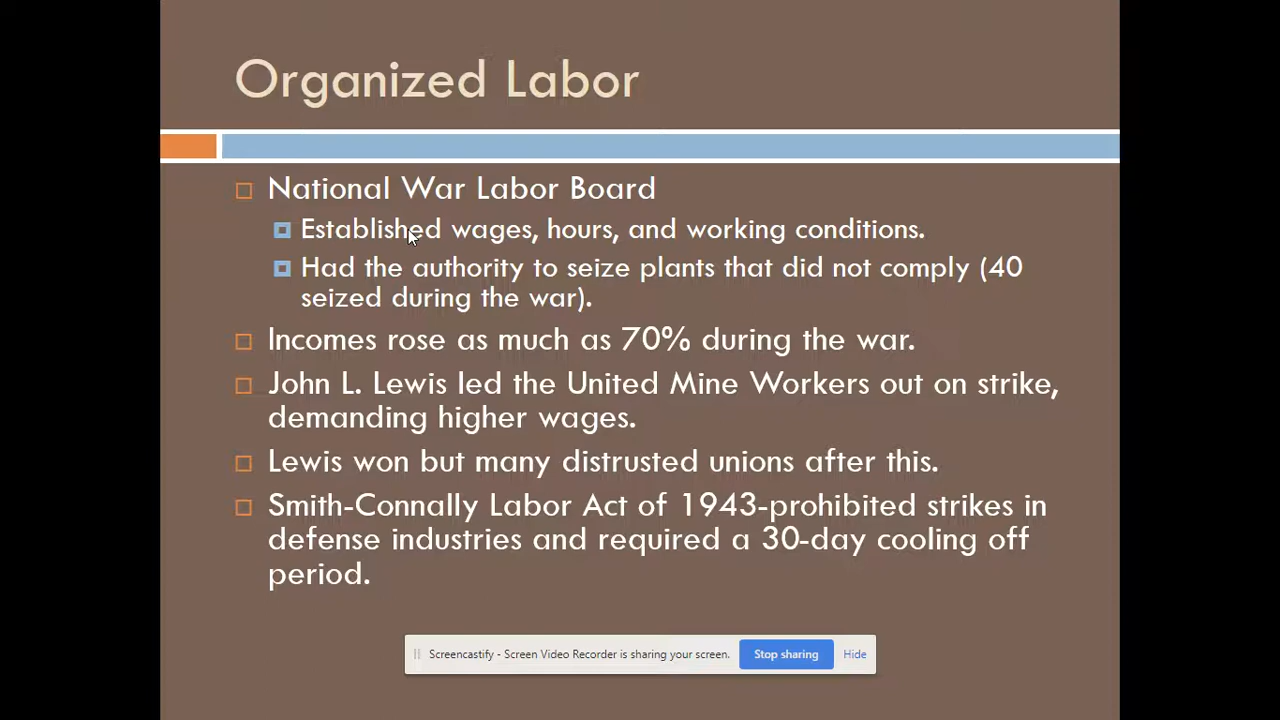 Organized Labor
National War Labor Board
Established wages, hours, and working conditions.
Had the authority to seize plants that did not comply (40
seized during the war).
Incomes rose as much as 70% during the war.
John L. Lewis led the United Mine Workers out on strike,
demanding higher wages.
Lewis won but many distrusted unions after this.
Smith-Connally Labor Act of 1943-prohibited strikes in
defense industries and required a 30-day cooling off
period.
Screencastify - Screen Video Recorder is sharing your screen. Stop sharing Hide